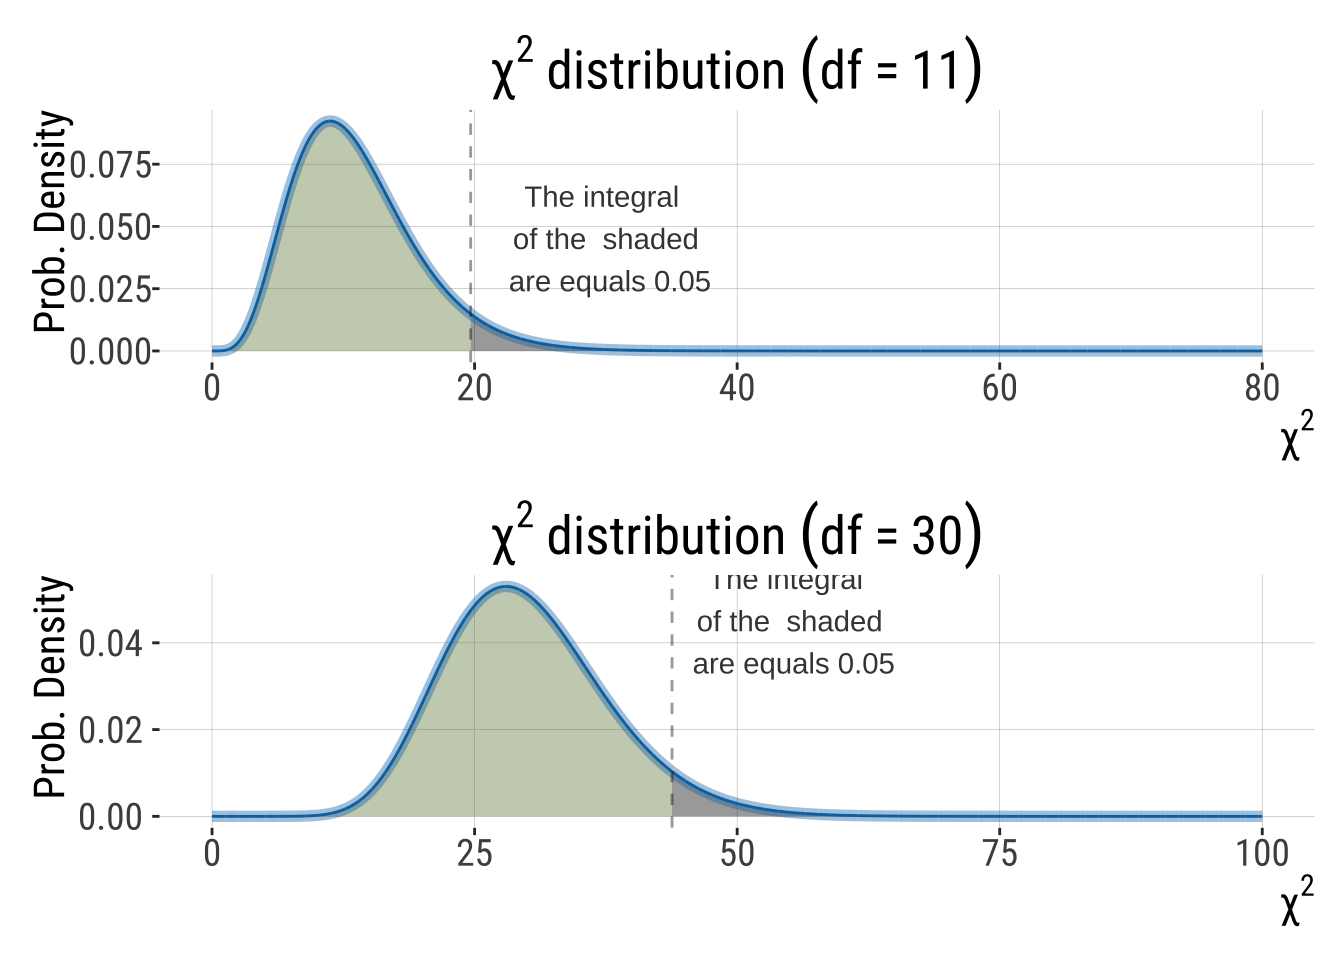 χ² distribution (df = 11)
Prob. Density
0.075
0.050
0.025
0.000
The integral
of the  shaded
are equals 0.05
0 20 40 60 80
χ²
χ² distribution (df = 30)
Prob. Density
0.04
0.02
0.00
The integral
of the  shaded
are equals 0.05
0 25 50 75 100
χ²